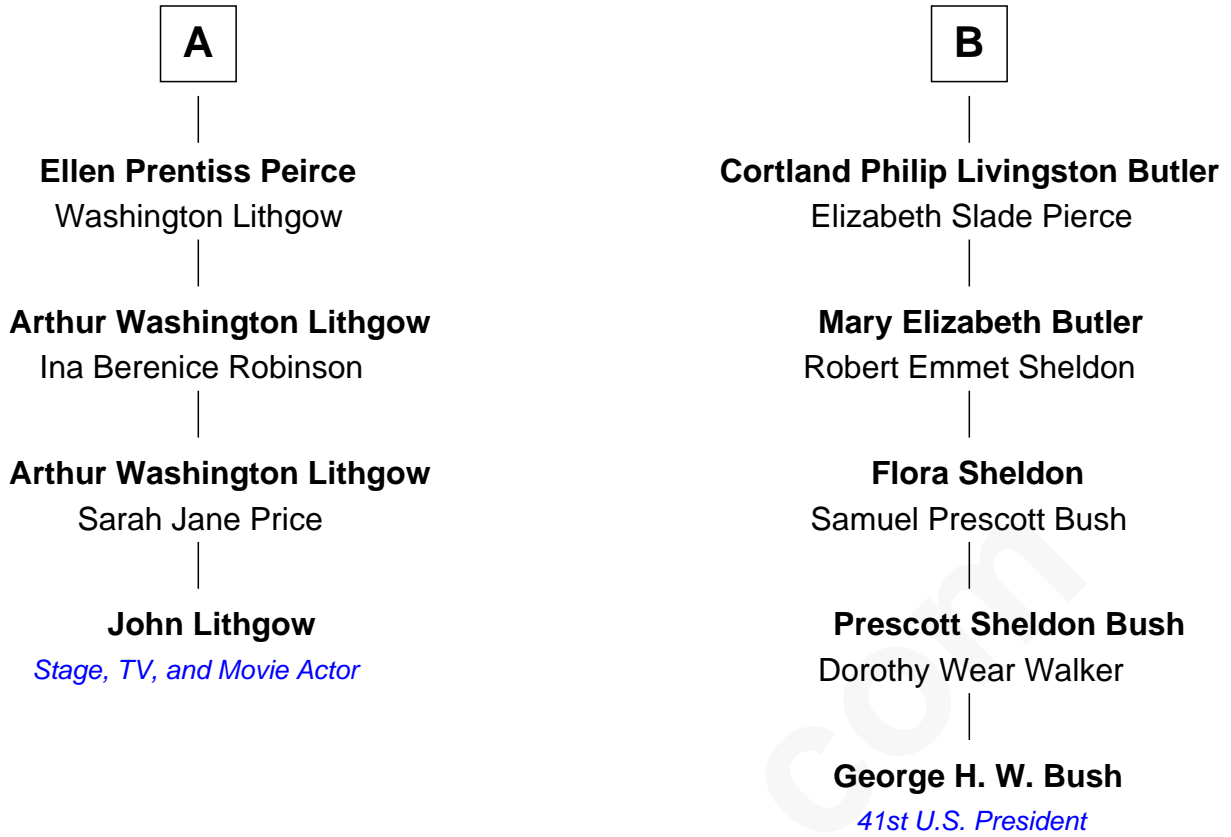 A
Ellen Prentiss Peirce
Washington Lithgow
Arthur Washington Lithgow
Ina Berenice Robinson
Arthur Washington Lithgow
Sarah Jane Price
John Lithgow
Stage, TV, and Movie Actor
B
Cortland Philip Livingston Butler
Elizabeth Slade Pierce
Mary Elizabeth Butler
Robert Emmet Sheldon
Flora Sheldon
Samuel Prescott Bush
Prescott Sheldon Bush
Dorothy Wear Walker
George H. W. Bush
41st U.S. President
com